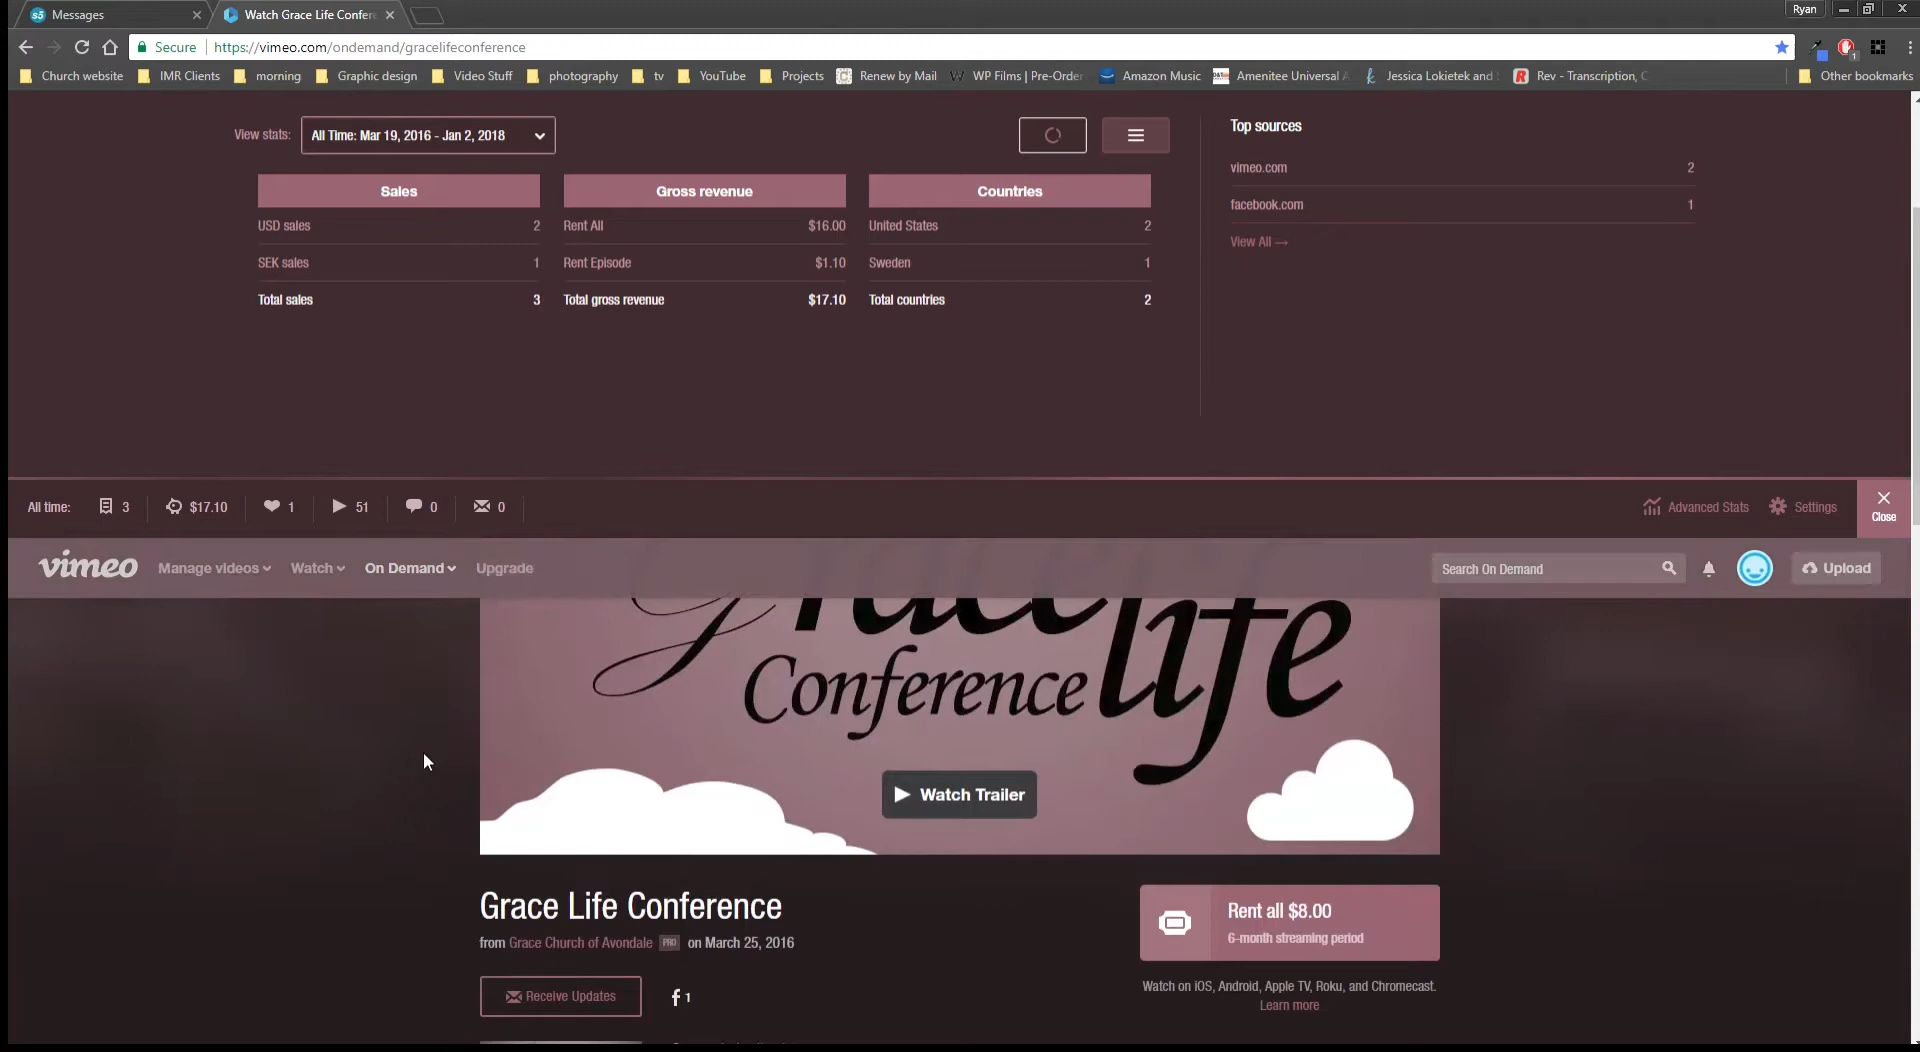 s5 Messages
Watch Grace Life Confere
Ryan
Secure https://vimeo.com/ondemand/gracelifeconference
1
Church website IMR Clients morning Graphic design Video Stuff photography tv YouTube Projects Renew by Mail WP Films | Pre-Order Amazon Music Amenitee Universal A Jessica Lokietek and Rev - Transcription, C Other bookmarks
View stats: All Time: Mar 19, 2016 - Jan 2, 2018
Sales
USD sales 2
SEK sales 1
Total sales 3
Gross revenue
Rent All $16.00
Rent Episode $1.10
Total gross revenue $17.10
Countries
United States 2
Sweden 1
Total countries 2
Top sources
vimeo.com 2
facebook.com 1
View All →
All time: 3 $17.10 1 51 0 0
Advanced Stats Settings Close
vimeo Manage videos Watch On Demand Upgrade
Search On Demand Upload
Grace life
Conference
Watch Trailer
Grace Life Conference
from Grace Church of Avondale PRO on March 25, 2016
Receive Updates f 1
Rent all $8.00
6-month streaming period
Watch on iOS, Android, Apple TV, Roku, and Chromecast.
Learn more